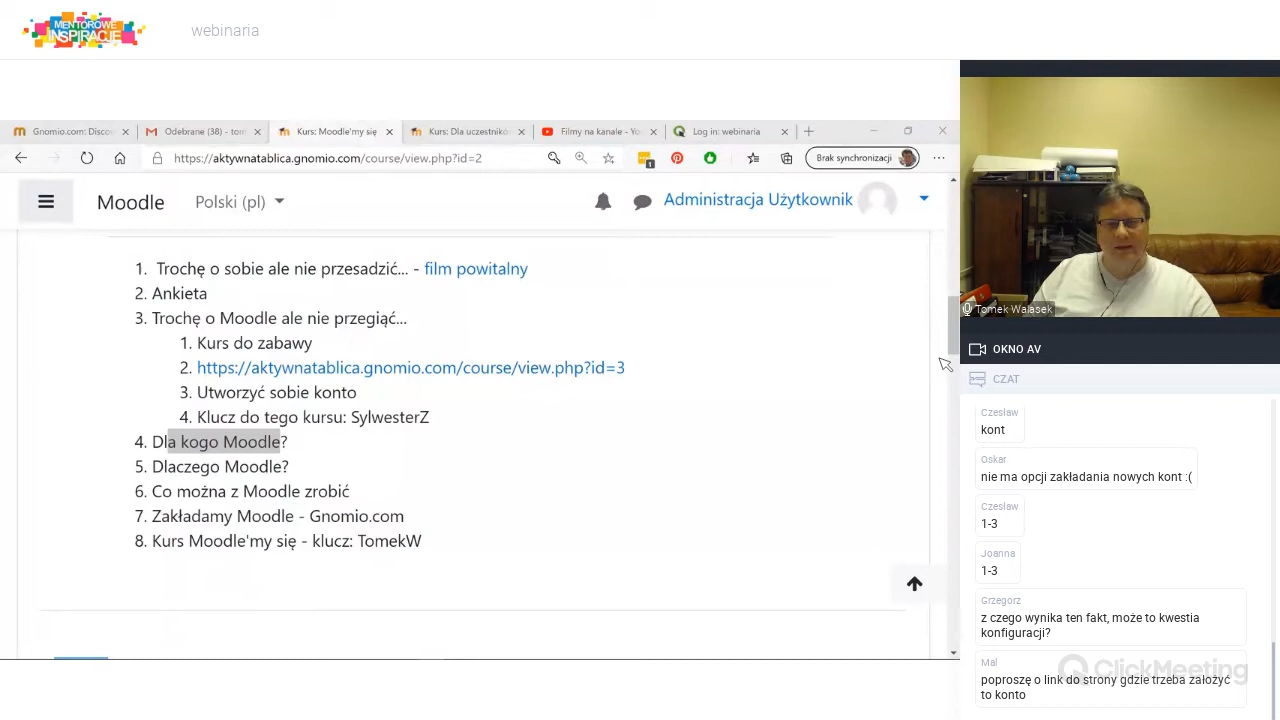 MENTOROWE
INSPIRACJE
webinaria
Gnomio.com: Discov
Odebrane (38) - tom
Kurs: Moodle'my się
Kurs: Dla uczestników
Filmy na kanale - Yo
Log in: webinaria
https://aktywnatablica.gnomio.com/course/view.php?id=2
1
Brak synchronizacji
Moodle
Polski (pl)
Administracja Użytkownik
1. Trochę o sobie ale nie przesadzić... - film powitalny
2. Ankieta
3. Trochę o Moodle ale nie przegiąć...
1. Kurs do zabawy
2. https://aktywnatablica.gnomio.com/course/view.php?id=3
3. Utworzyć sobie konto
4. Klucz do tego kursu: SylwesterZ
4. Dla kogo Moodle?
5. Dlaczego Moodle?
6. Co można z Moodle zrobić
7. Zakładamy Moodle - Gnomio.com
8. Kurs Moodle'my się - klucz: TomekW
Tomek Walasek
OKNO AV
CZAT
Czesław
kont
Oskar
nie ma opcji zakładania nowych kont :(
Czesław
1-3
Joanna
1-3
Grzegorz
z czego wynika ten fakt, może to kwestia
konfiguracji?
Mal
poproszę o link do strony gdzie trzeba założyć
to konto
ClickMeeting